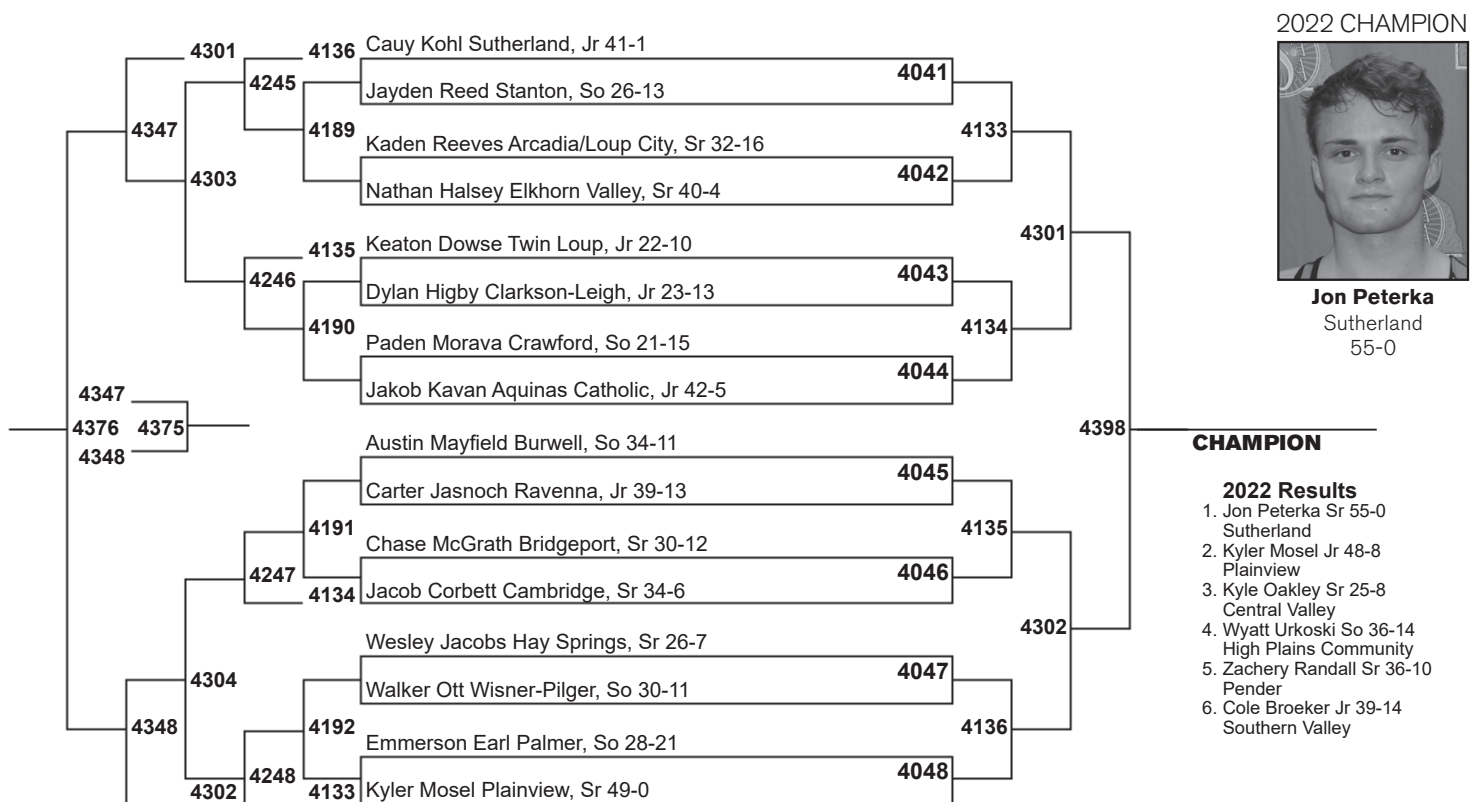 2022 CHAMPION
4301
4136
Cauy Kohl Sutherland, Jr 41-1
4041
4245
Jayden Reed Stanton, So 26-13
4347
4189
4133
Kaden Reeves Arcadia/Loup City, Sr 32-16
4042
4303
Nathan Halsey Elkhorn Valley, Sr 40-4
4301
4135
Keaton Dowse Twin Loup, Jr 22-10
4043
4246
Dylan Higby Clarkson-Leigh, Jr 23-13
Jon Peterka
Sutherland
55-0
4190
4134
Paden Morava Crawford, So 21-15
4044
Jakob Kavan Aquinas Catholic, Jr 42-5
4347
4376
4375
4348
4398
CHAMPION
Austin Mayfield Burwell, So 34-11
4045
Carter Jasnoch Ravenna, Jr 39-13
4191
4135
Chase McGrath Bridgeport, Sr 30-12
4046
4247
4134
Jacob Corbett Cambridge, Sr 34-6
4302
Wesley Jacobs Hay Springs, Sr 26-7
4047
4304
Walker Ott Wisner-Pilger, So 30-11
4348
4192
4136
Emmerson Earl Palmer, So 28-21
4048
4248
4302
4133
Kyler Mosel Plainview, Sr 49-0
2022 Results
1. Jon Peterka Sr 55-0
Sutherland
2. Kyler Mosel Jr 48-8
Plainview
3. Kyle Oakley Sr 25-8
Central Valley
4. Wyatt Urkoski So 36-14
High Plains Community
5. Zachery Randall Sr 36-10
Pender
6. Cole Broeker Jr 39-14
Southern Valley